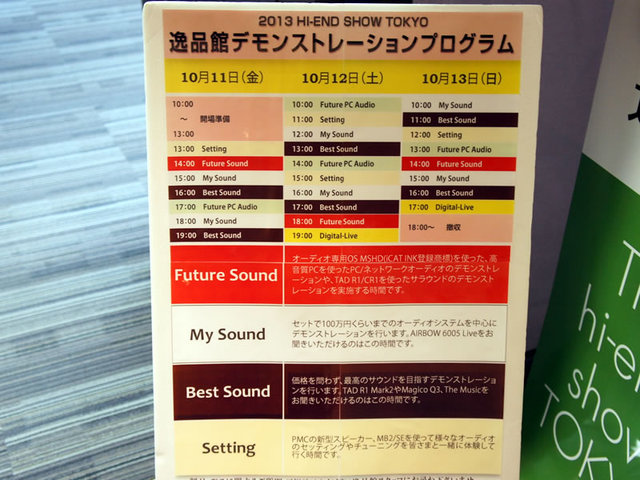 2013 HI-END SHOW TOKYO
逸品館デモンストレーションプログラム
10月11日(金) 10月12日(土) 10月13日(日)
10:00
～ 開場準備
13:00
13:00 Setting
14:00 Future Sound
15:00 My Sound
16:00 Best Sound
17:00 Future PC Audio
18:00 My Sound
19:00 Best Sound
10:00 Future PC Audio
11:00 Setting
12:00 My Sound
13:00 Best Sound
14:00 Future PC Audio
15:00 Setting
16:00 My Sound
17:00 Best Sound
18:00 Future Sound
19:00 Digital-Live
10:00 My Sound
11:00 Best Sound
12:00 Setting
13:00 Future PC Audio
14:00 Future Sound
15:00 My Sound
16:00 Best Sound
17:00 Digital-Live
18:00～ 撤収
Future Sound
オーディオ専用OS MSHD(iCAT INK登録商標)を使った、高
音質PCを使ったPC/ネットワークオーディオのデモンストレ
ーションや、TAD R1/CR1を使ったサラウンドのデモンスト
レーションを実施する時間です。
My Sound
セットで100万円くらいまでのオーディオシステムを中心に
デモンストレーションを行います。AIRBOW 6005 Liveをお
聞きいただけるのはこの時間です。
Best Sound
価格を問わず、最高のサウンドを目指すデモンストレーショ
ンを行います。TAD R1 Mark2やMagico Q3、The Musicを
お聞きいただけるのはこの時間です。
Setting
PMCの新型スピーカー、MB2/SEを使って様々なオーディオ
のセッティングやチューニングを皆さまと一緒に体験して
行く時間です。
hi-end
show
TOKY